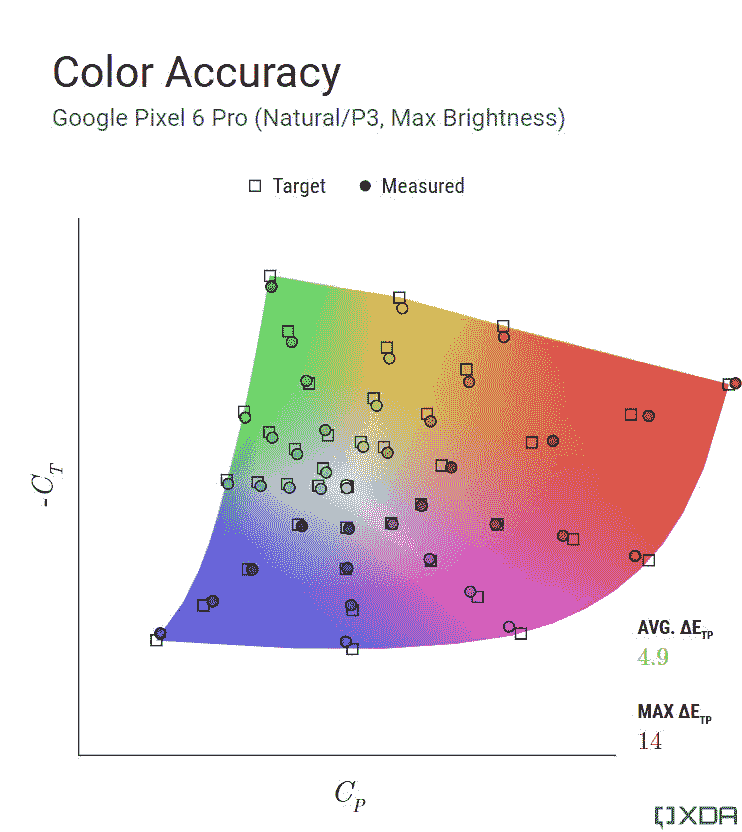 Color Accuracy
Google Pixel 6 Pro (Natural/P3, Max Brightness)
Target Measured
-C_T
AVG. ΔE_TP
4.9
MAX ΔE_TP
14
C_P
XDA